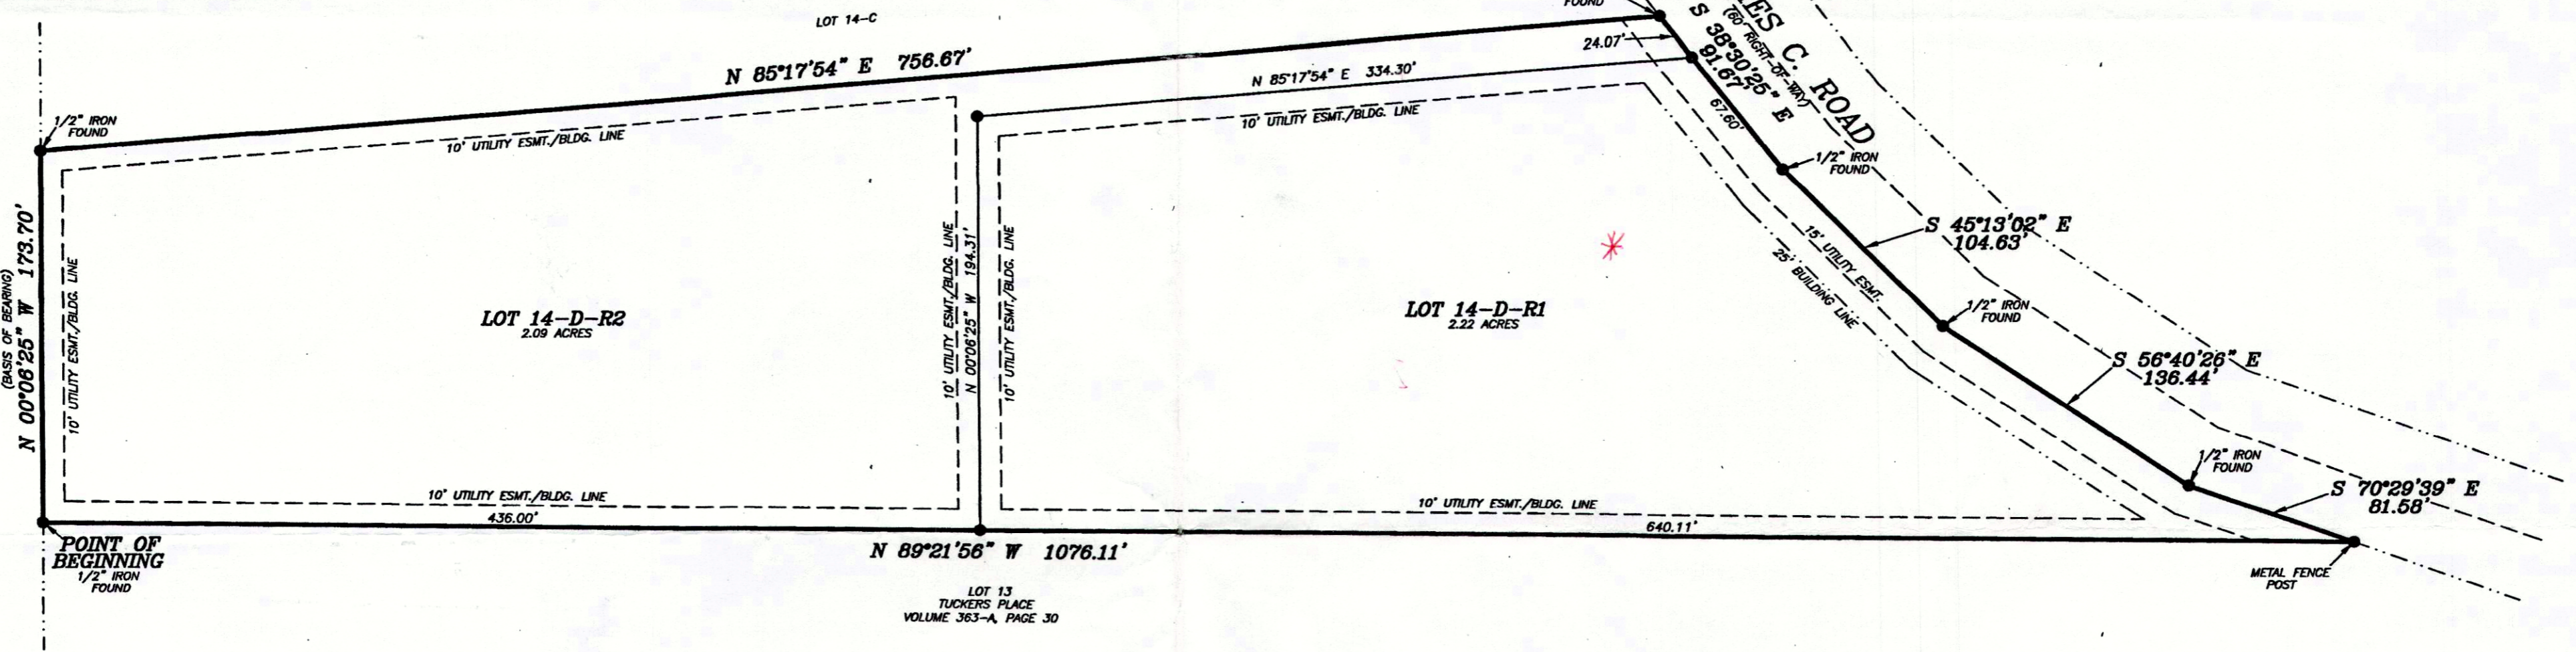 LOT 14-C
FOUND
N 85°17'54" E 756.67'
24.07'
S 38°30'25" E
91.67'
(60' RIGHT-OF-WAY)
C. ROAD
N 85°17'54" E 334.30'
67.60'
1/2" IRON
FOUND
10' UTILITY ESMT./BLDG. LINE
10' UTILITY ESMT./BLDG. LINE
1/2" IRON
FOUND
(BASIS OF BEARING)
N 00°06'25" W 173.70'
10' UTILITY ESMT./BLDG. LINE
10' UTILITY ESMT./BLDG. LINE
N 00°06'25" W 194.31'
10' UTILITY ESMT./BLDG. LINE
S 45°13'02" E
104.63'
15' UTILITY ESMT.
25' BUILDING LINE
LOT 14-D-R2
2.09 ACRES
LOT 14-D-R1
2.22 ACRES
1/2" IRON
FOUND
S 56°40'26" E
136.44'
1/2" IRON
FOUND
S 70°29'39" E
81.58'
10' UTILITY ESMT./BLDG. LINE
436.00'
10' UTILITY ESMT./BLDG. LINE
640.11'
POINT OF
BEGINNING
1/2" IRON
FOUND
N 89°21'56" W 1076.11'
METAL FENCE
POST
LOT 13
TUCKERS PLACE
VOLUME 363-A, PAGE 30